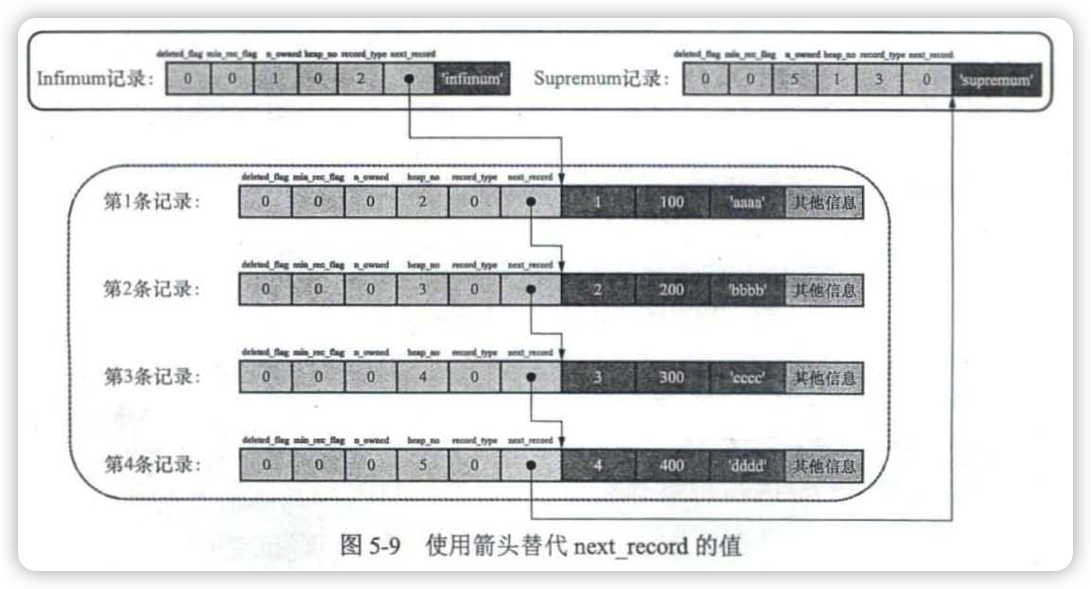 deleted_flag min_rec_flag n_owned heap_no record_type next_record
Infimum记录: 0 0 1 0 2 'infimum'
deleted_flag min_rec_flag n_owned heap_no record_type next_record
Supremum记录: 0 0 5 1 3 0 'supremum'
deleted_flag min_rec_flag n_owned heap_no record_type next_record
第1条记录: 0 0 0 2 0 1 100 'aaaa' 其他信息
deleted_flag min_rec_flag n_owned heap_no record_type next_record
第2条记录: 0 0 0 3 0 2 200 'bbbb' 其他信息
deleted_flag min_rec_flag n_owned heap_no record_type next_record
第3条记录: 0 0 0 4 0 3 300 'cccc' 其他信息
deleted_flag min_rec_flag n_owned heap_no record_type next_record
第4条记录: 0 0 0 5 0 4 400 'dddd' 其他信息
图 5-9 使用箭头替代 next_record 的值